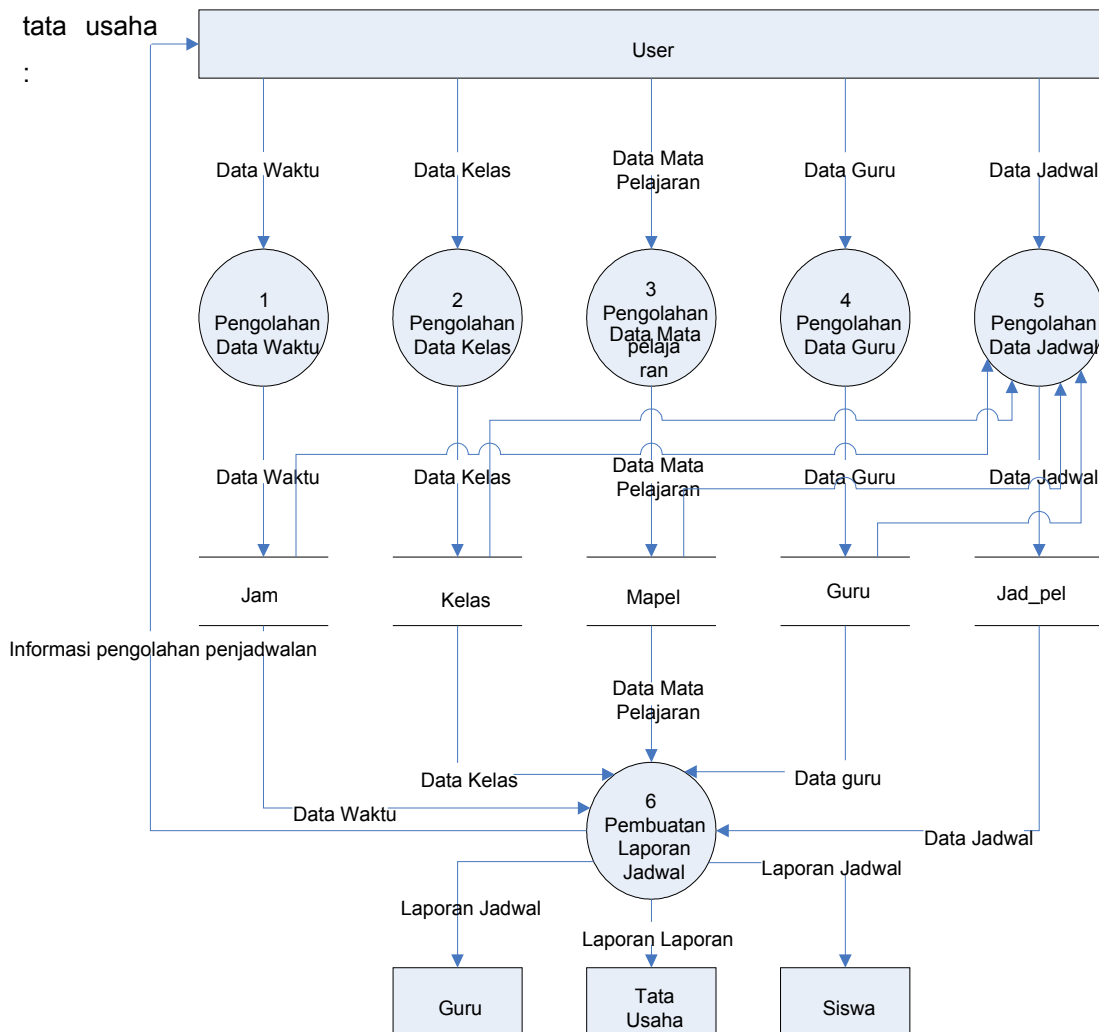 tata usaha
:
User
Data Waktu
Data Kelas
Data Mata
Pelajaran
Data Guru
Data Jadwal
1
Pengolahan
Data Waktu
2
Pengolahan
Data Kelas
3
Pengolahan
Data Mata
pelaja
ran
4
Pengolahan
Data Guru
5
Pengolahan
Data Jadwal
Data Waktu
Data Kelas
Data Mata
Pelajaran
Data Guru
Data Jadwal
Jam
Kelas
Mapel
Guru
Jad_pel
Informasi pengolahan penjadwalan
Data Mata
Pelajaran
Data Kelas
Data guru
Data Waktu
Data Jadwal
6
Pembuatan
Laporan
Jadwal
Laporan Jadwal
Laporan Jadwal
Laporan Laporan
Guru
Tata
Usaha
Siswa